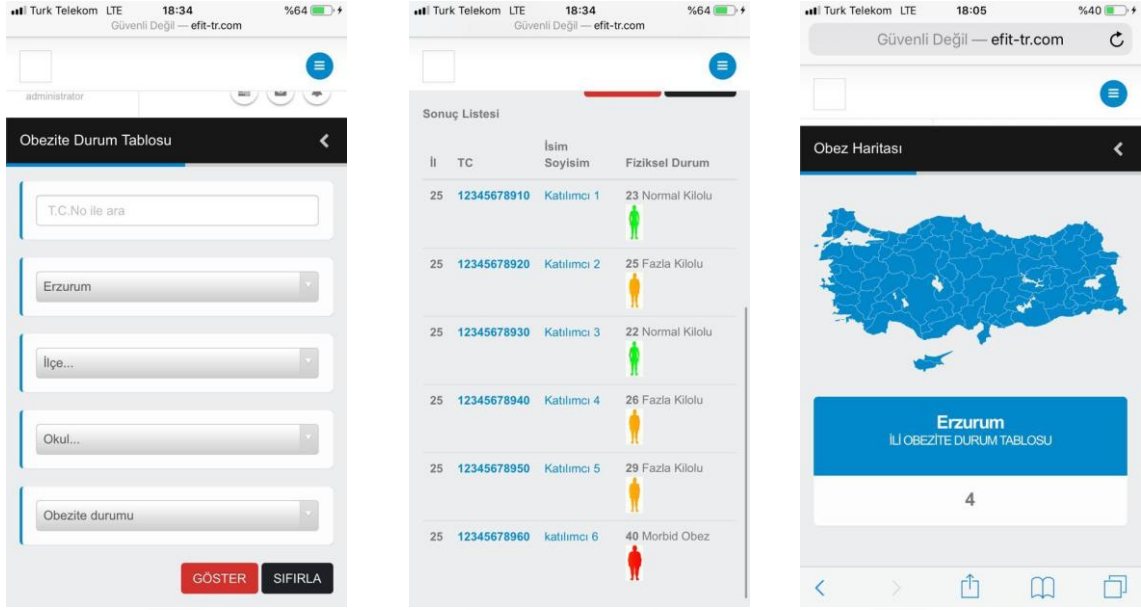 Turk Telekom LTE 18:34 %64
Güvenli Değil — efit-tr.com
administrator
Obezite Durum Tablosu
T.C.No ile ara
Erzurum
İlçe...
Okul...
Obezite durumu
GÖSTER SIFIRLA
Turk Telekom LTE 18:34 %64
Güvenli Değil — efit-tr.com
Sonuç Listesi
İl TC İsim Soyisim Fiziksel Durum
25 12345678910 Katılımcı 1 23 Normal Kilolu
25 12345678920 Katılımcı 2 25 Fazla Kilolu
25 12345678930 Katılımcı 3 22 Normal Kilolu
25 12345678940 Katılımcı 4 26 Fazla Kilolu
25 12345678950 Katılımcı 5 29 Fazla Kilolu
25 12345678960 katılımcı 6 40 Morbid Obez
Turk Telekom LTE 18:05 %40
Güvenli Değil — efit-tr.com
Obez Haritası
Erzurum
İLİ OBEZİTE DURUM TABLOSU
4